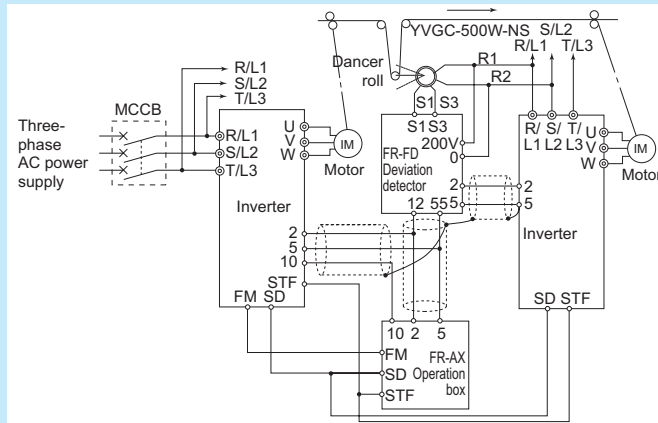 YVGC-500W-NS
S/L2
R/L1
T/L3
Dancer
roll
R1
R2
R/L1
S/L2
T/L3
MCCB
Three-
phase
AC power
supply
R/L1
S/L2
T/L3
U
V
W
IM
Motor
Inverter
2
5
10
STF
FM SD
S1 S3
S1 S3
200V
0
FR-FD
Deviation
detector
2
5
12 55
R/
L1
S/
L2
T/
L3
U
V
W
IM
Motor
2
5
Inverter
SD STF
10 2 5
FM
FR-AX
SD
Operation
box
STF